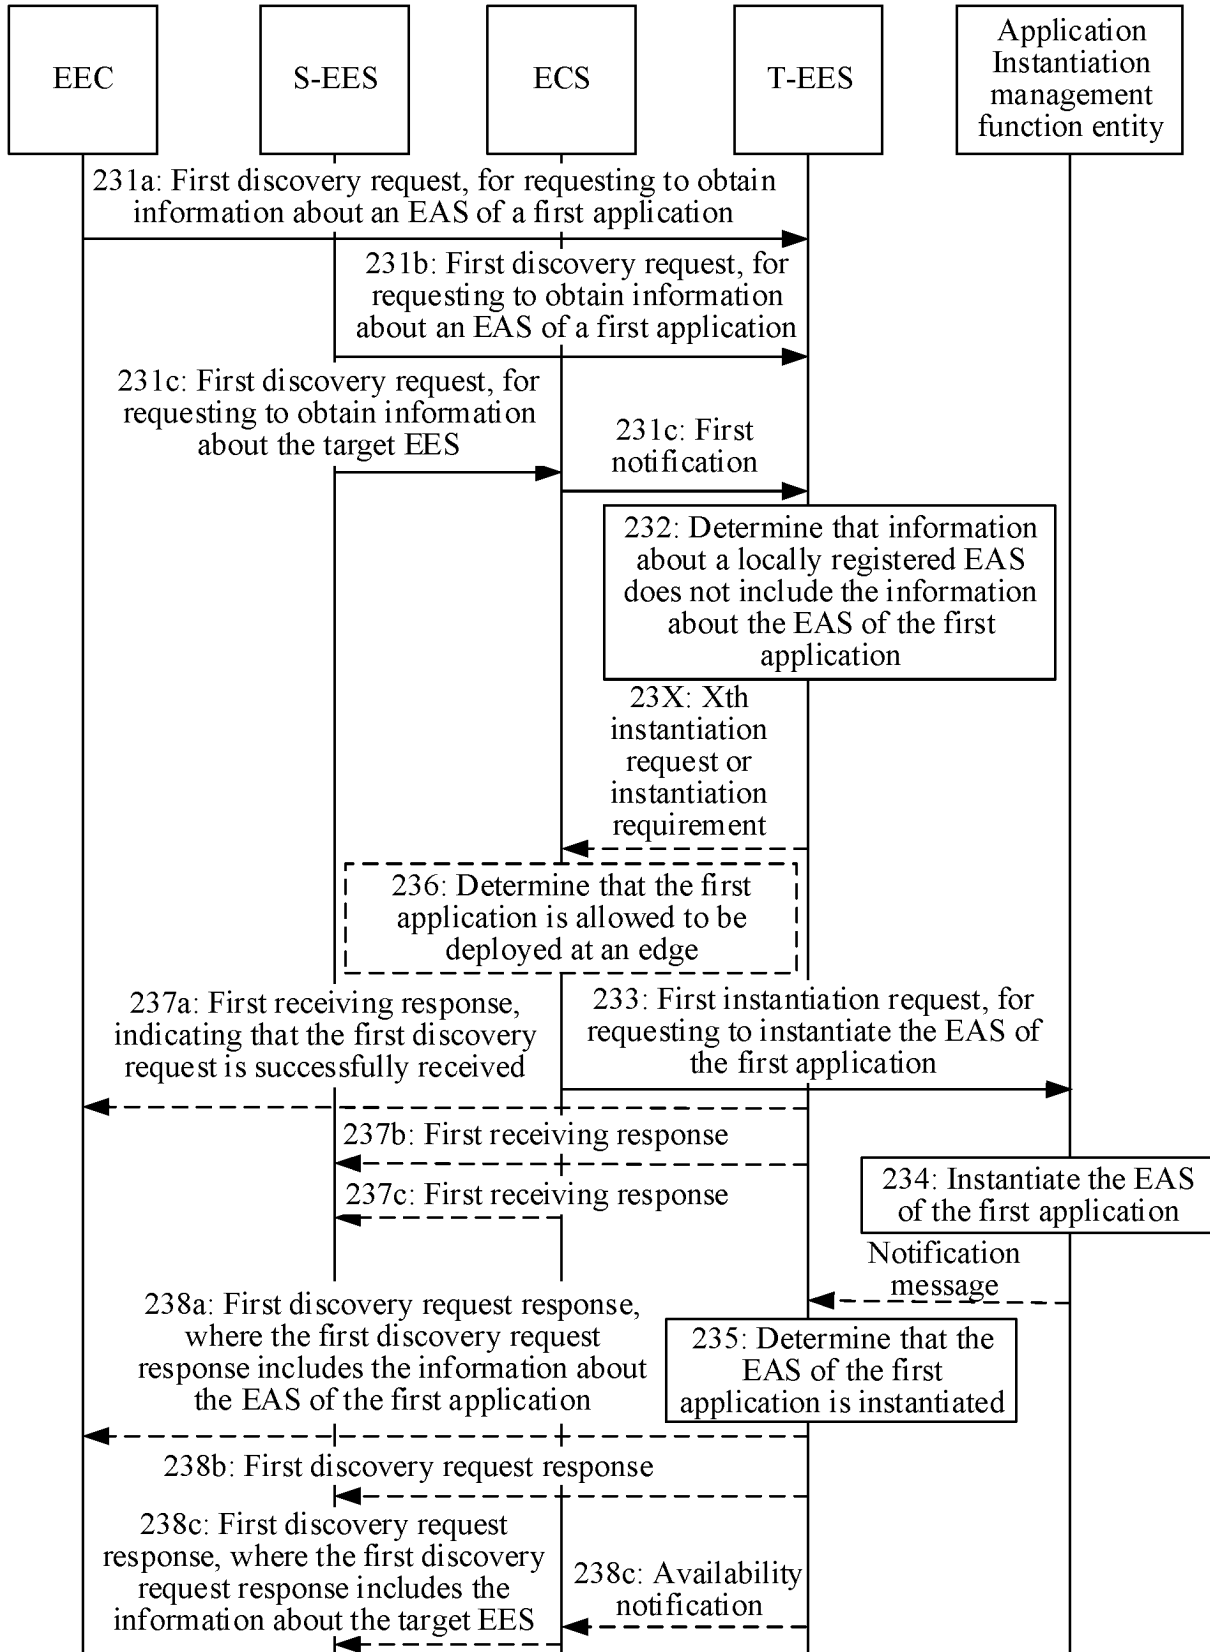 EEC
S-EES
ECS
T-EES
Application
Instantiation
management
function entity
231a: First discovery request, for requesting to obtain
information about an EAS of a first application
231b: First discovery request, for
requesting to obtain information
about an EAS of a first application
231c: First discovery request, for
requesting to obtain information
about the target EES
231c: First
notification
232: Determine that information
about a locally registered EAS
does not include the information
about the EAS of the first
application
23X: Xth
instantiation
request or
instantiation
requirement
236: Determine that the first
application is allowed to be
deployed at an edge
237a: First receiving response,
indicating that the first discovery
request is successfully received
233: First instantiation request, for
requesting to instantiate the EAS of
the first application
237b: First receiving response
237c: First receiving response
234: Instantiate the EAS
of the first application
Notification
message
238a: First discovery request response,
where the first discovery request
response includes the information about
the EAS of the first application
235: Determine that the
EAS of the first
application is instantiated
238b: First discovery request response
238c: First discovery request
response, where the first discovery
request response includes the
information about the target EES
238c: Availability
notification